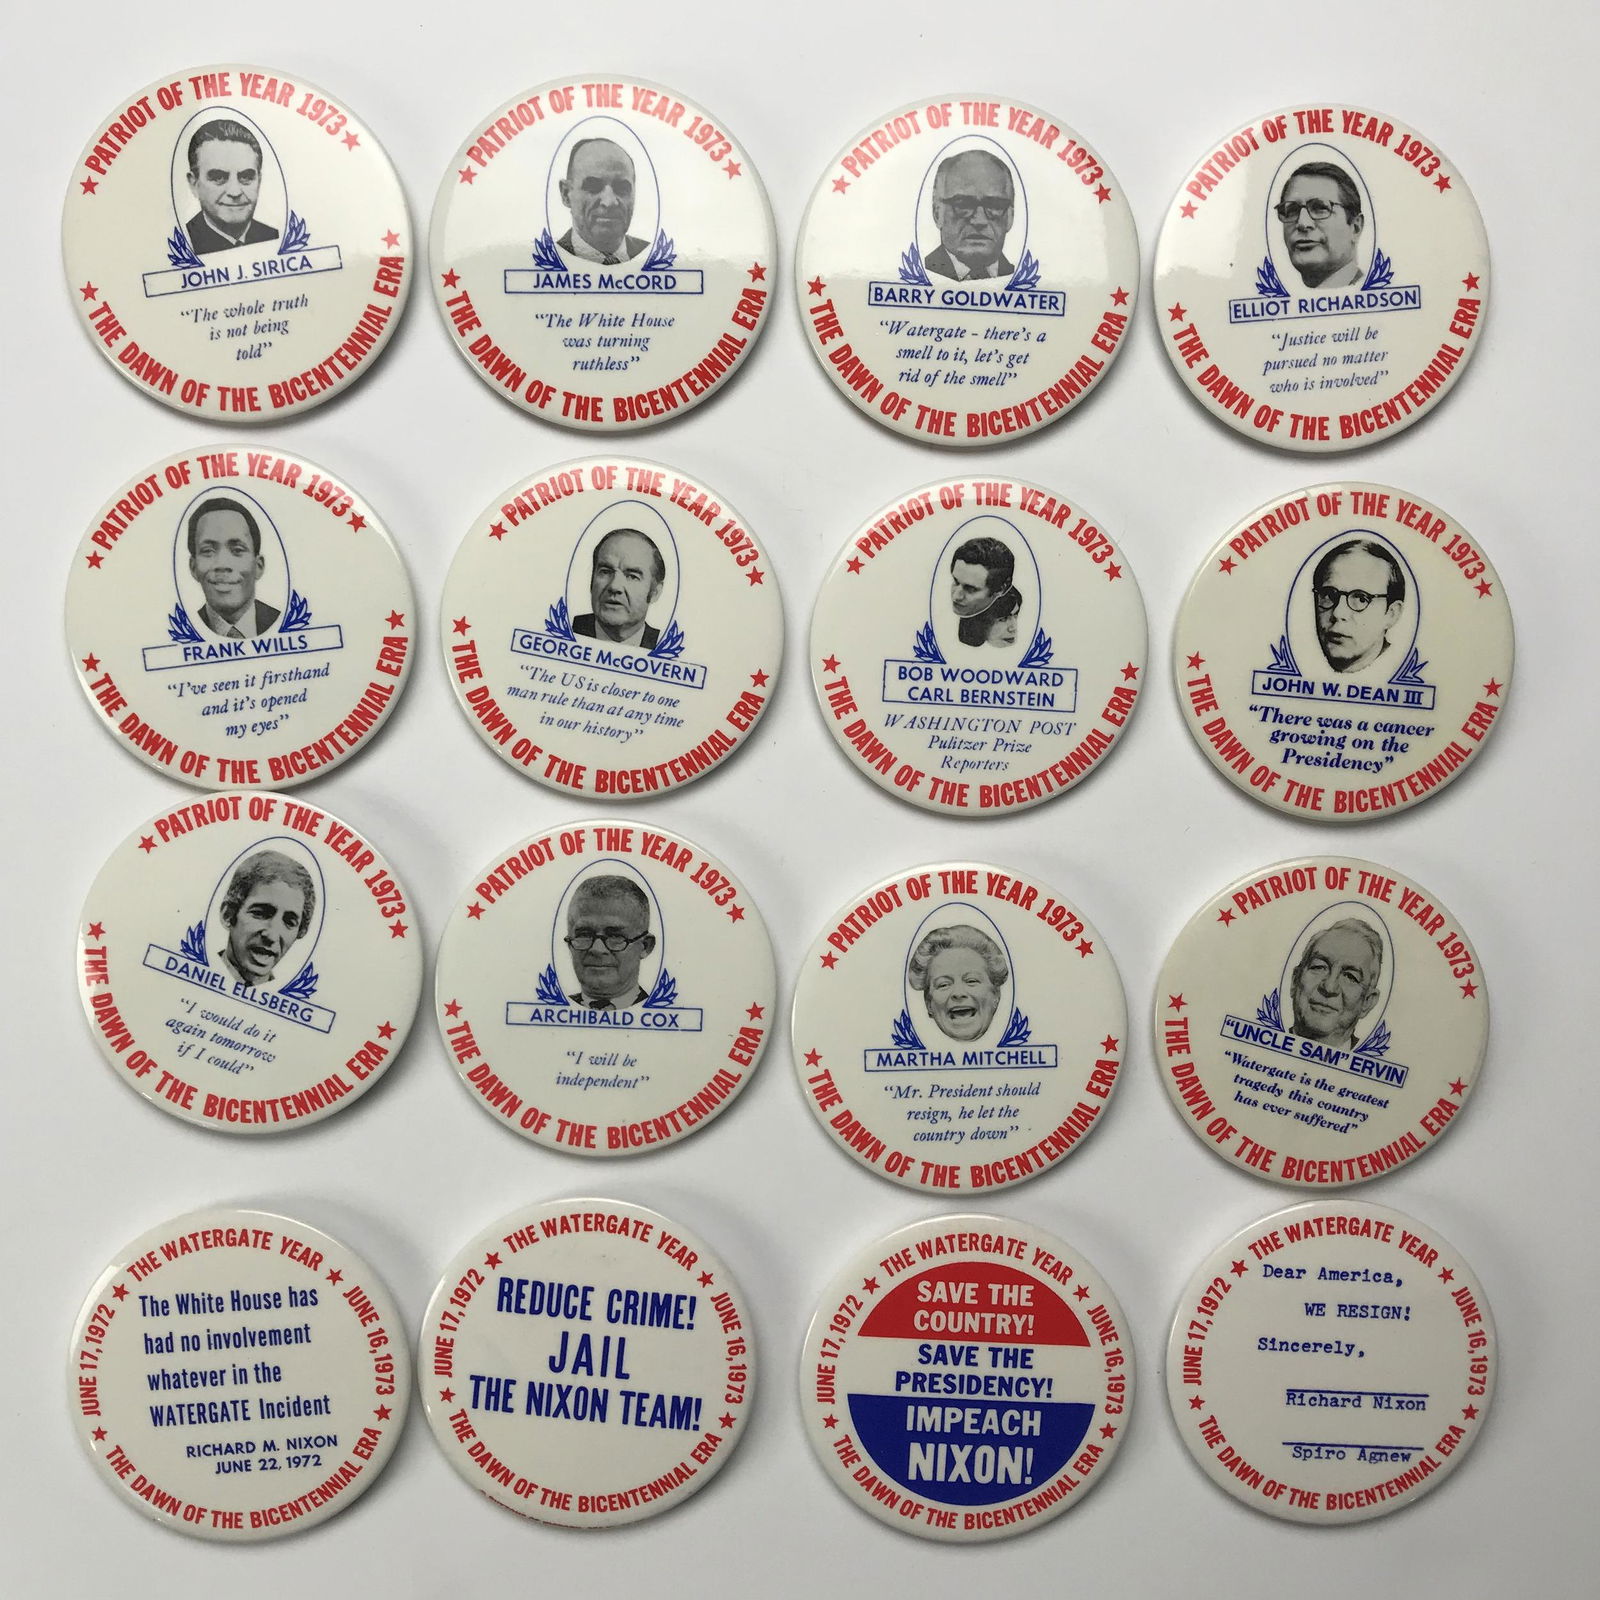 PATRIOT OF THE YEAR 1973
JOHN J. SIRICA
"The whole truth
is not being
told"
THE DAWN OF THE BICENTENNIAL ERA
PATRIOT OF THE YEAR 1973
JAMES McCORD
"The White House
was turning
ruthless"
THE DAWN OF THE BICENTENNIAL ERA
PATRIOT OF THE YEAR 1973
BARRY GOLDWATER
"Watergate - there's a
smell to it, let's get
rid of the smell"
THE DAWN OF THE BICENTENNIAL ERA
PATRIOT OF THE YEAR 1973
ELLIOT RICHARDSON
"Justice will be
pursued no matter
who is involved"
THE DAWN OF THE BICENTENNIAL ERA
PATRIOT OF THE YEAR 1973
FRANK WILLS
"I've seen it firsthand
and it's opened
my eyes"
THE DAWN OF THE BICENTENNIAL ERA
PATRIOT OF THE YEAR 1973
GEORGE McGOVERN
"The US is closer to one
man rule than at any time
in our history"
THE DAWN OF THE BICENTENNIAL ERA
PATRIOT OF THE YEAR 1973
BOB WOODWARD
CARL BERNSTEIN
WASHINGTON POST
Pulitzer Prize
Reporters
THE DAWN OF THE BICENTENNIAL ERA
PATRIOT OF THE YEAR 1973
JOHN W. DEAN III
"There was a cancer
growing on the
Presidency"
THE DAWN OF THE BICENTENNIAL ERA
PATRIOT OF THE YEAR 1973
DANIEL ELLSBERG
"I would do it
again tomorrow
if I could"
THE DAWN OF THE BICENTENNIAL ERA
PATRIOT OF THE YEAR 1973
ARCHIBALD COX
"I will be
independent"
THE DAWN OF THE BICENTENNIAL ERA
PATRIOT OF THE YEAR 1973
MARTHA MITCHELL
"Mr. President should
resign, he let the
country down"
THE DAWN OF THE BICENTENNIAL ERA
PATRIOT OF THE YEAR 1973
"UNCLE SAM" ERVIN
"Watergate is the greatest
tragedy this country
has ever suffered"
THE DAWN OF THE BICENTENNIAL ERA
THE WATERGATE YEAR
JUNE 17, 1972
JUNE 16, 1973
The White House has
had no involvement
whatever in the
WATERGATE Incident
RICHARD M. NIXON
JUNE 22, 1972
THE DAWN OF THE BICENTENNIAL ERA
THE WATERGATE YEAR
JUNE 17, 1972
JUNE 16, 1973
REDUCE CRIME!
JAIL
THE NIXON TEAM!
THE DAWN OF THE BICENTENNIAL ERA
THE WATERGATE YEAR
JUNE 17, 1972
JUNE 16, 1973
SAVE THE
COUNTRY!
SAVE THE
PRESIDENCY!
IMPEACH
NIXON!
THE DAWN OF THE BICENTENNIAL ERA
THE WATERGATE YEAR
JUNE 17, 1972
JUNE 16, 1973
Dear America,
WE RESIGN!
Sincerely,
Richard Nixon
Spiro Agnew
THE DAWN OF THE BICENTENNIAL ERA